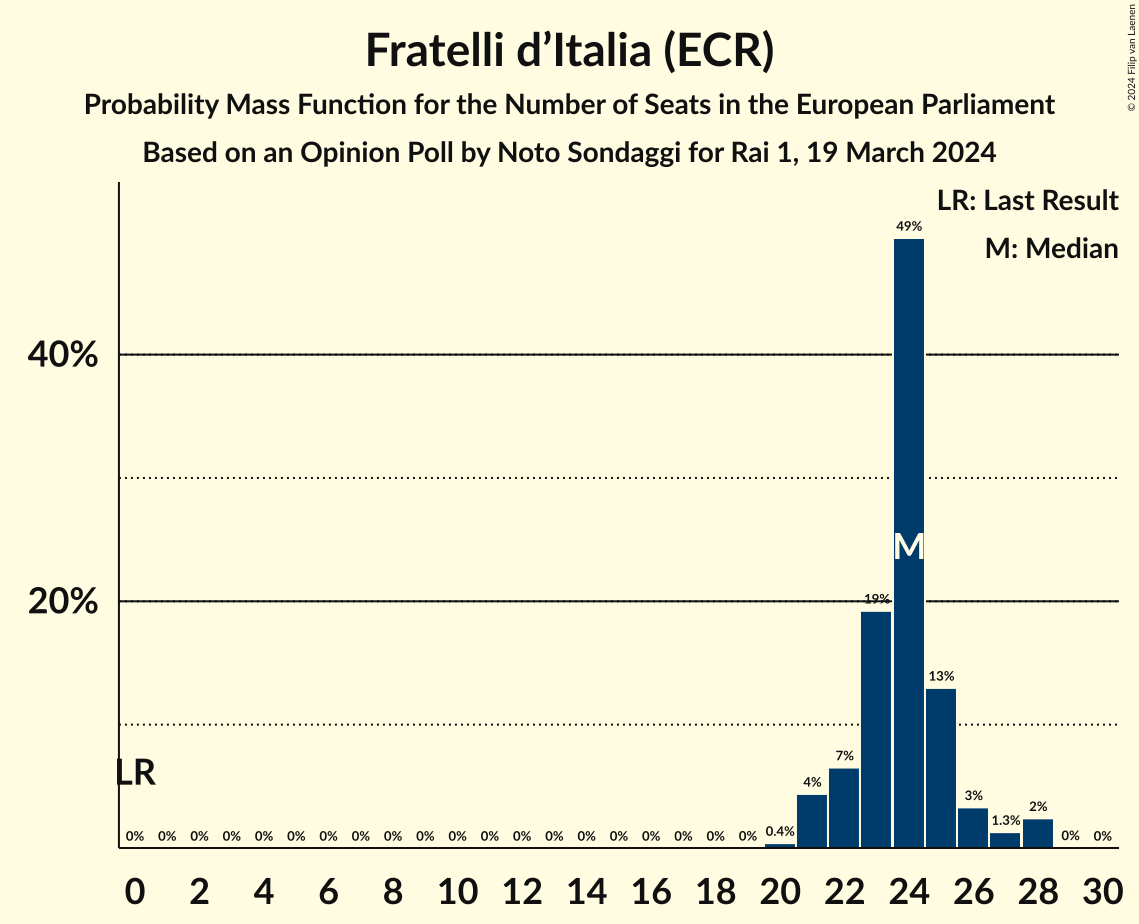 Fratelli d’Italia (ECR)
Probability Mass Function for the Number of Seats in the European Parliament
Based on an Opinion Poll by Noto Sondaggi for Rai 1, 19 March 2024
© 2024 Filip van Laenen
LR: Last Result
M: Median
49%
40%
M
20%
19%
13%
7%
LR
4%
3%
2%
1.3%
0% 0% 0% 0% 0% 0% 0% 0% 0% 0% 0% 0% 0% 0% 0% 0% 0% 0% 0% 0% 0.4% 0% 0%
0 2 4 6 8 10 12 14 16 18 20 22 24 26 28 30